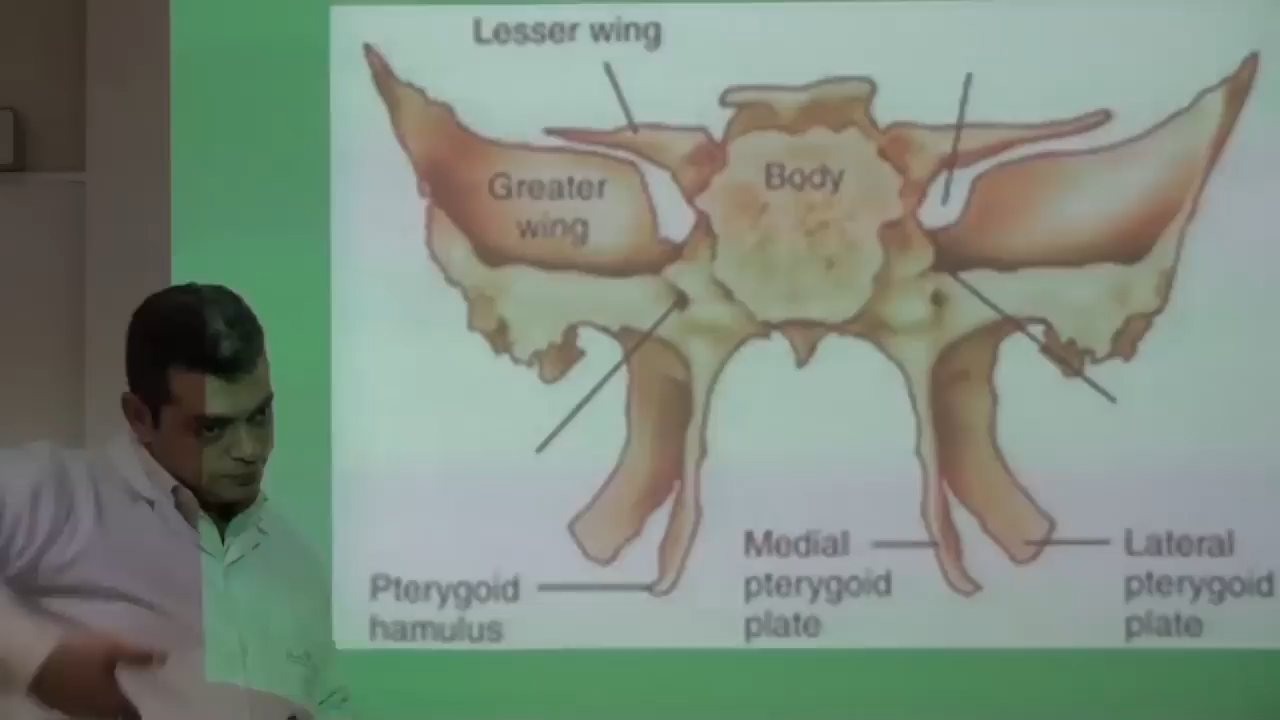 Lesser wing
Greater
wing
Body
Pterygoid
hamulus
Medial
pterygoid
plate
Lateral
pterygoid
plate